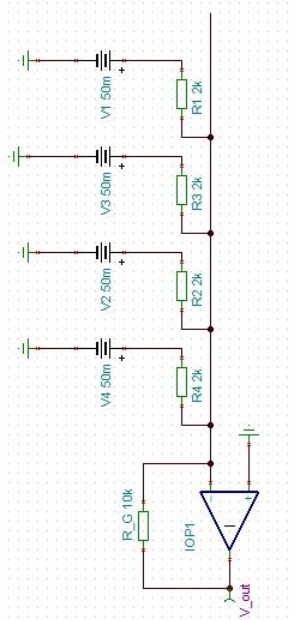 V4 50m
V2 50m
V3 50m
V1 50m
+
+
+
+
R_G 10k
R4 2k
R2 2k
R3 2k
R1 2k
IOP1
-
I
+
V_out